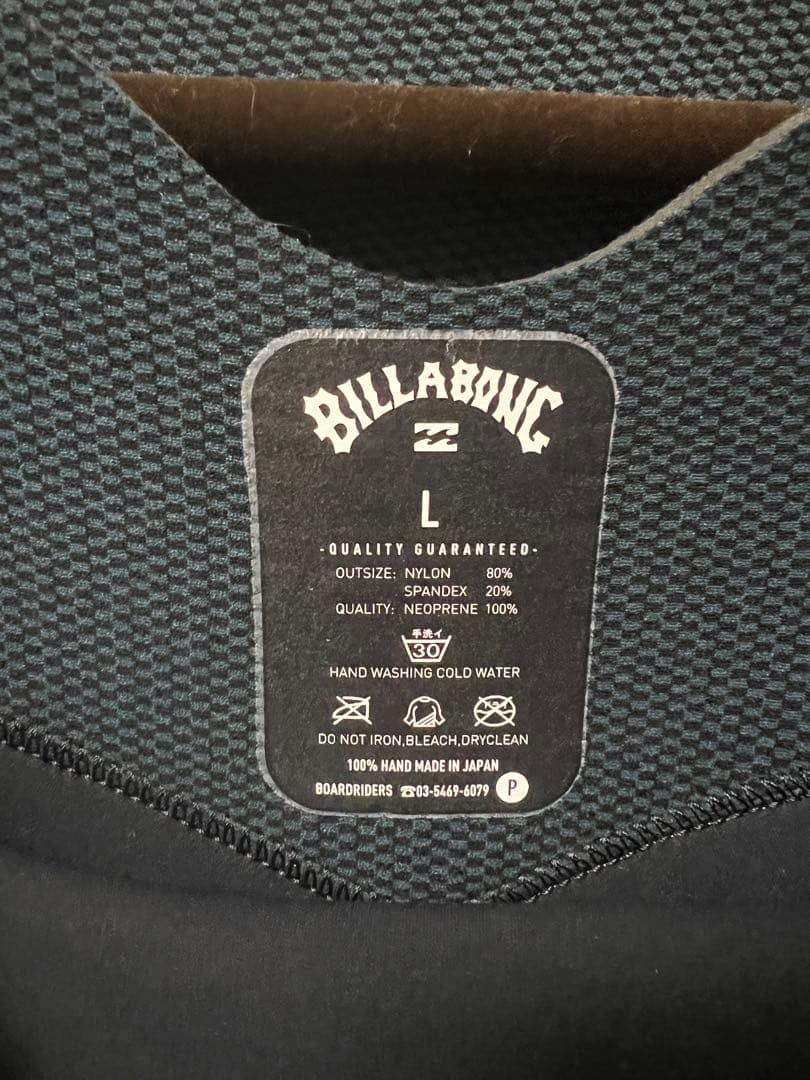 BILLABONG
L
-QUALITY GUARANTEED-
OUTSIZE: NYLON 80%
SPANDEX 20%
QUALITY: NEOPRENE 100%
手洗イ
30
HAND WASHING COLD WATER
DO NOT IRON,BLEACH,DRYCLEAN
100% HAND MADE IN JAPAN
BOARDRIDERS ☎03-5469-6079 P